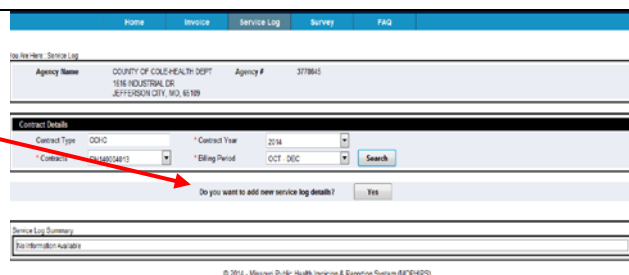 Home Invoice Service Log Survey FAQ
You Are Here : Service Log
Agency Name COUNTY OF COLE-HEALTH DEPT Agency # 3778645
1616 INDUSTRIAL DR
JEFFERSON CITY, MO, 65109
Contract Details
Contract Type CCHC * Contract Year 2014
* Contracts * Billing Period OCT - DEC Search
Do you want to add new service log details? Yes
Service Log Summary
No Information Available
© 2014 - Missouri Public Health Invoicing & Reporting System (MOPHIRS)